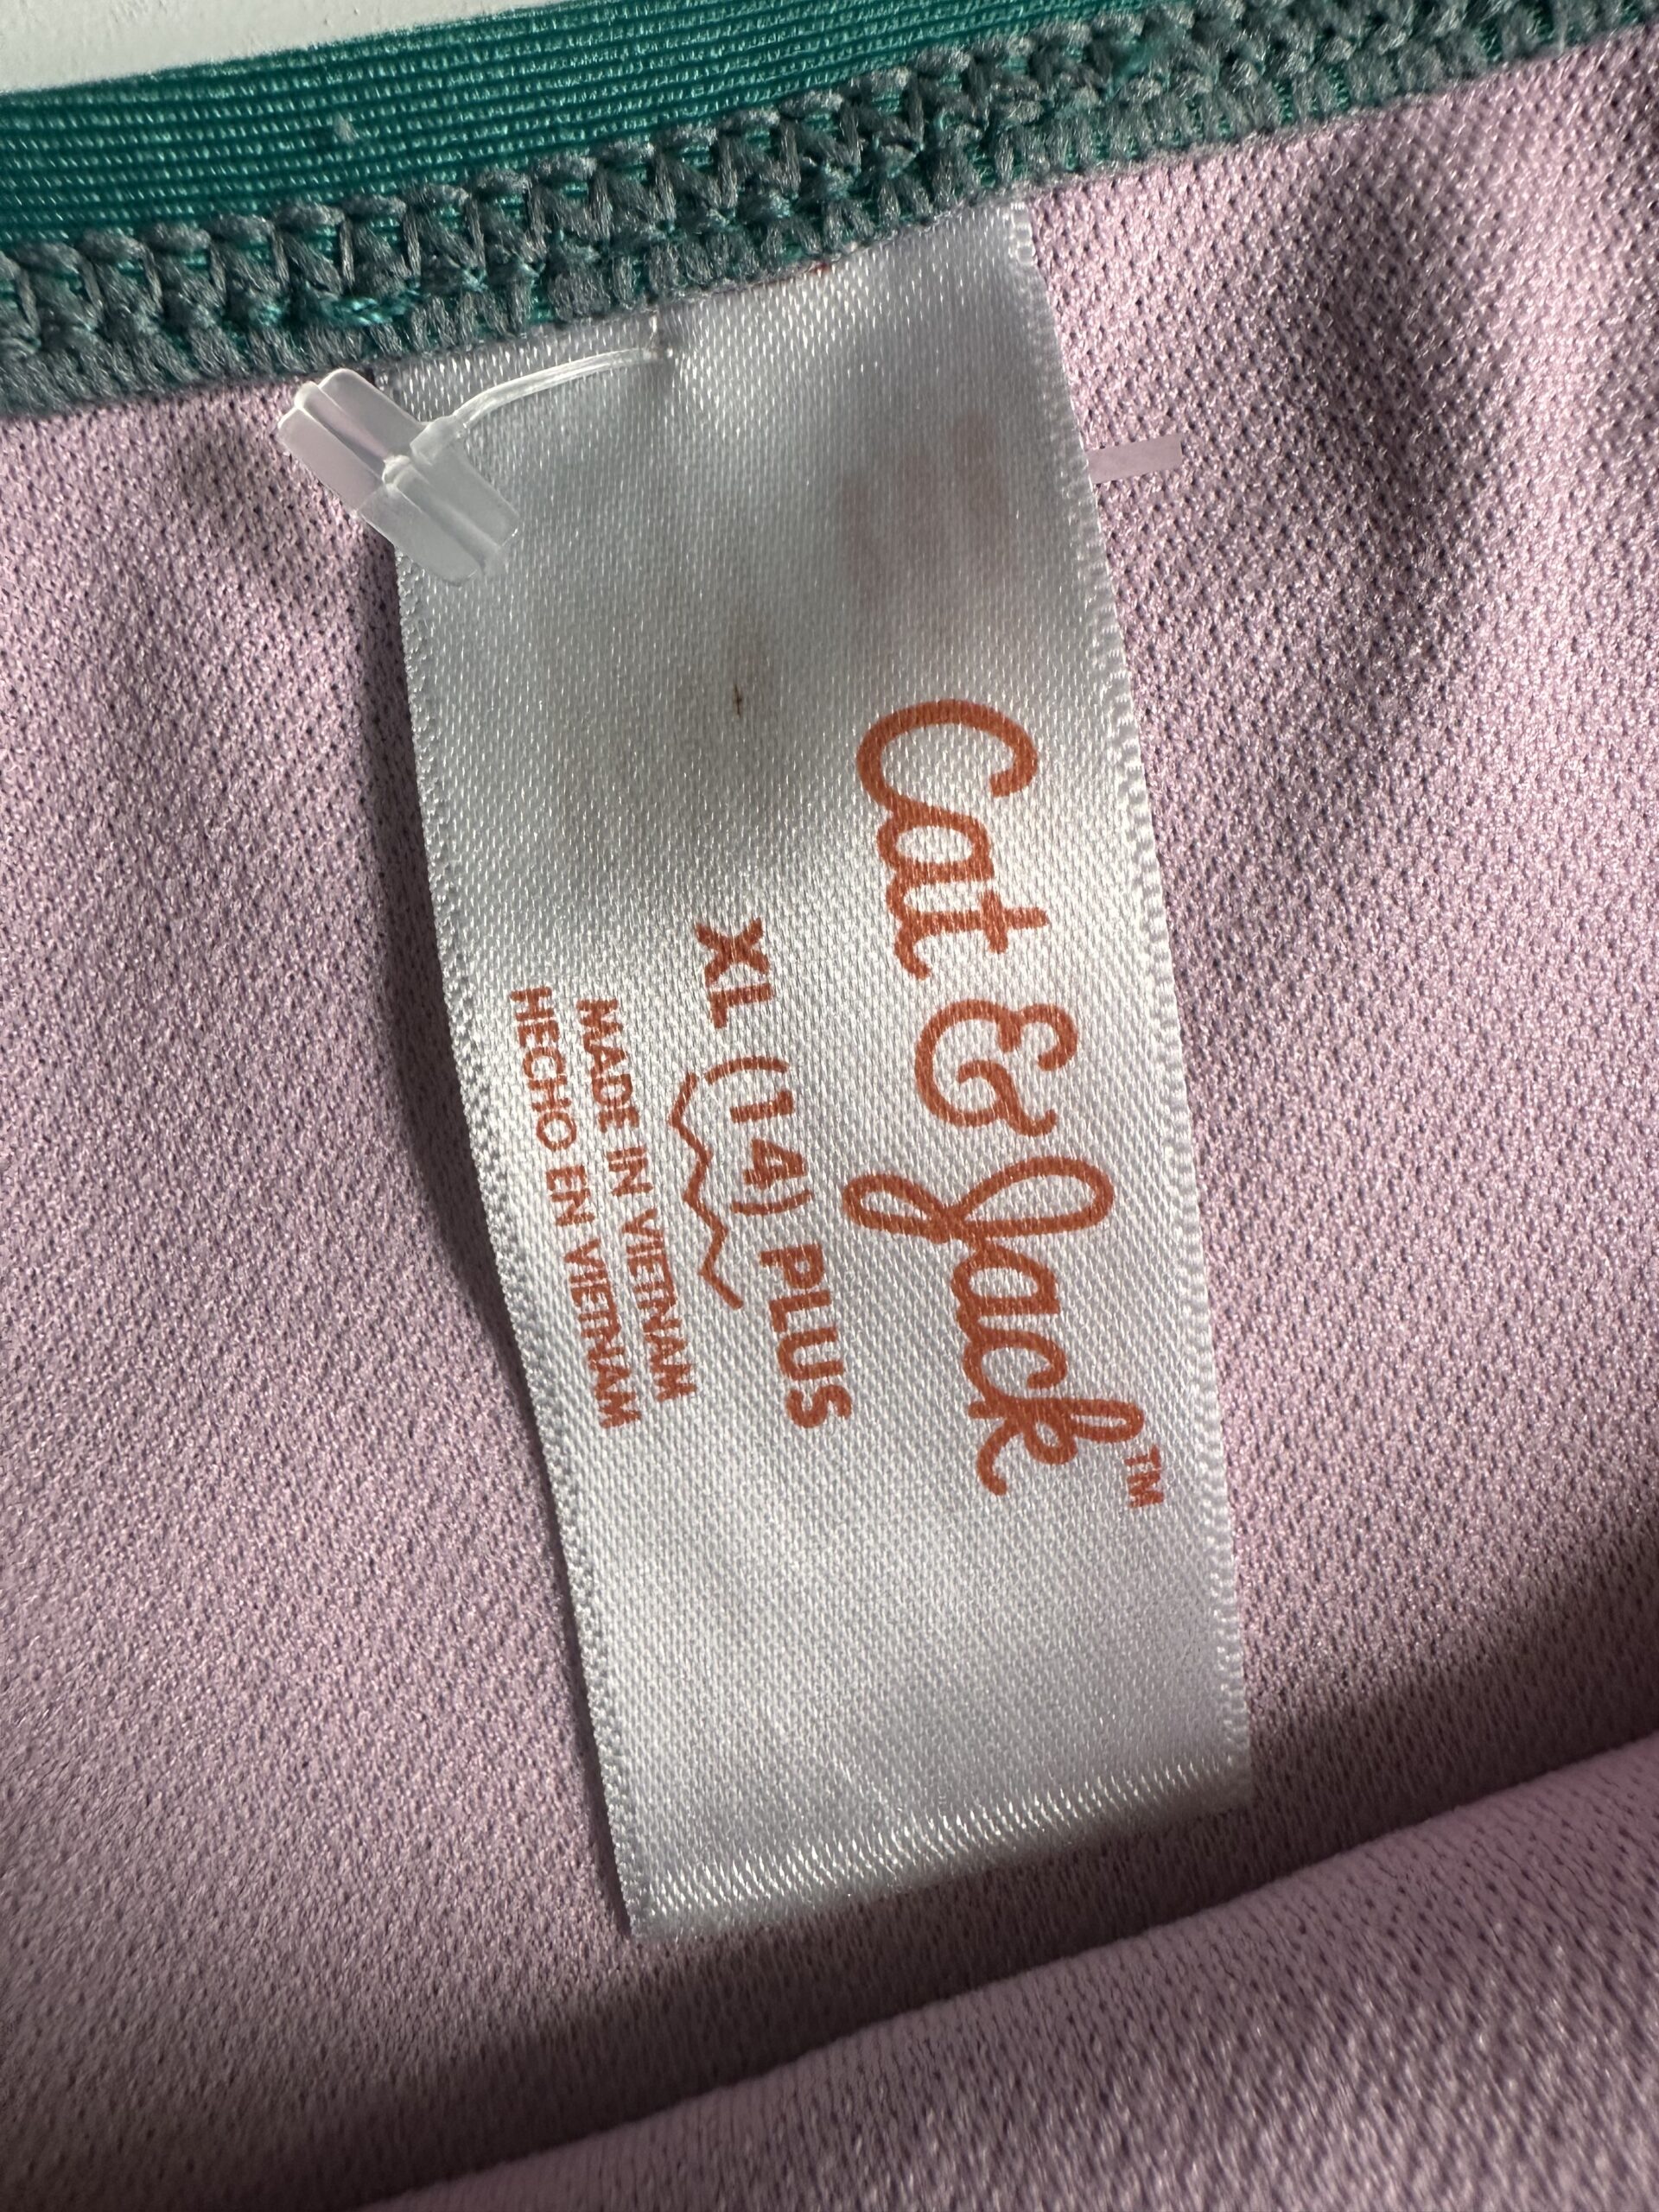 Cat & Jack™
XL (14) PLUS
MADE IN VIETNAM
HECHO EN VIETNAM